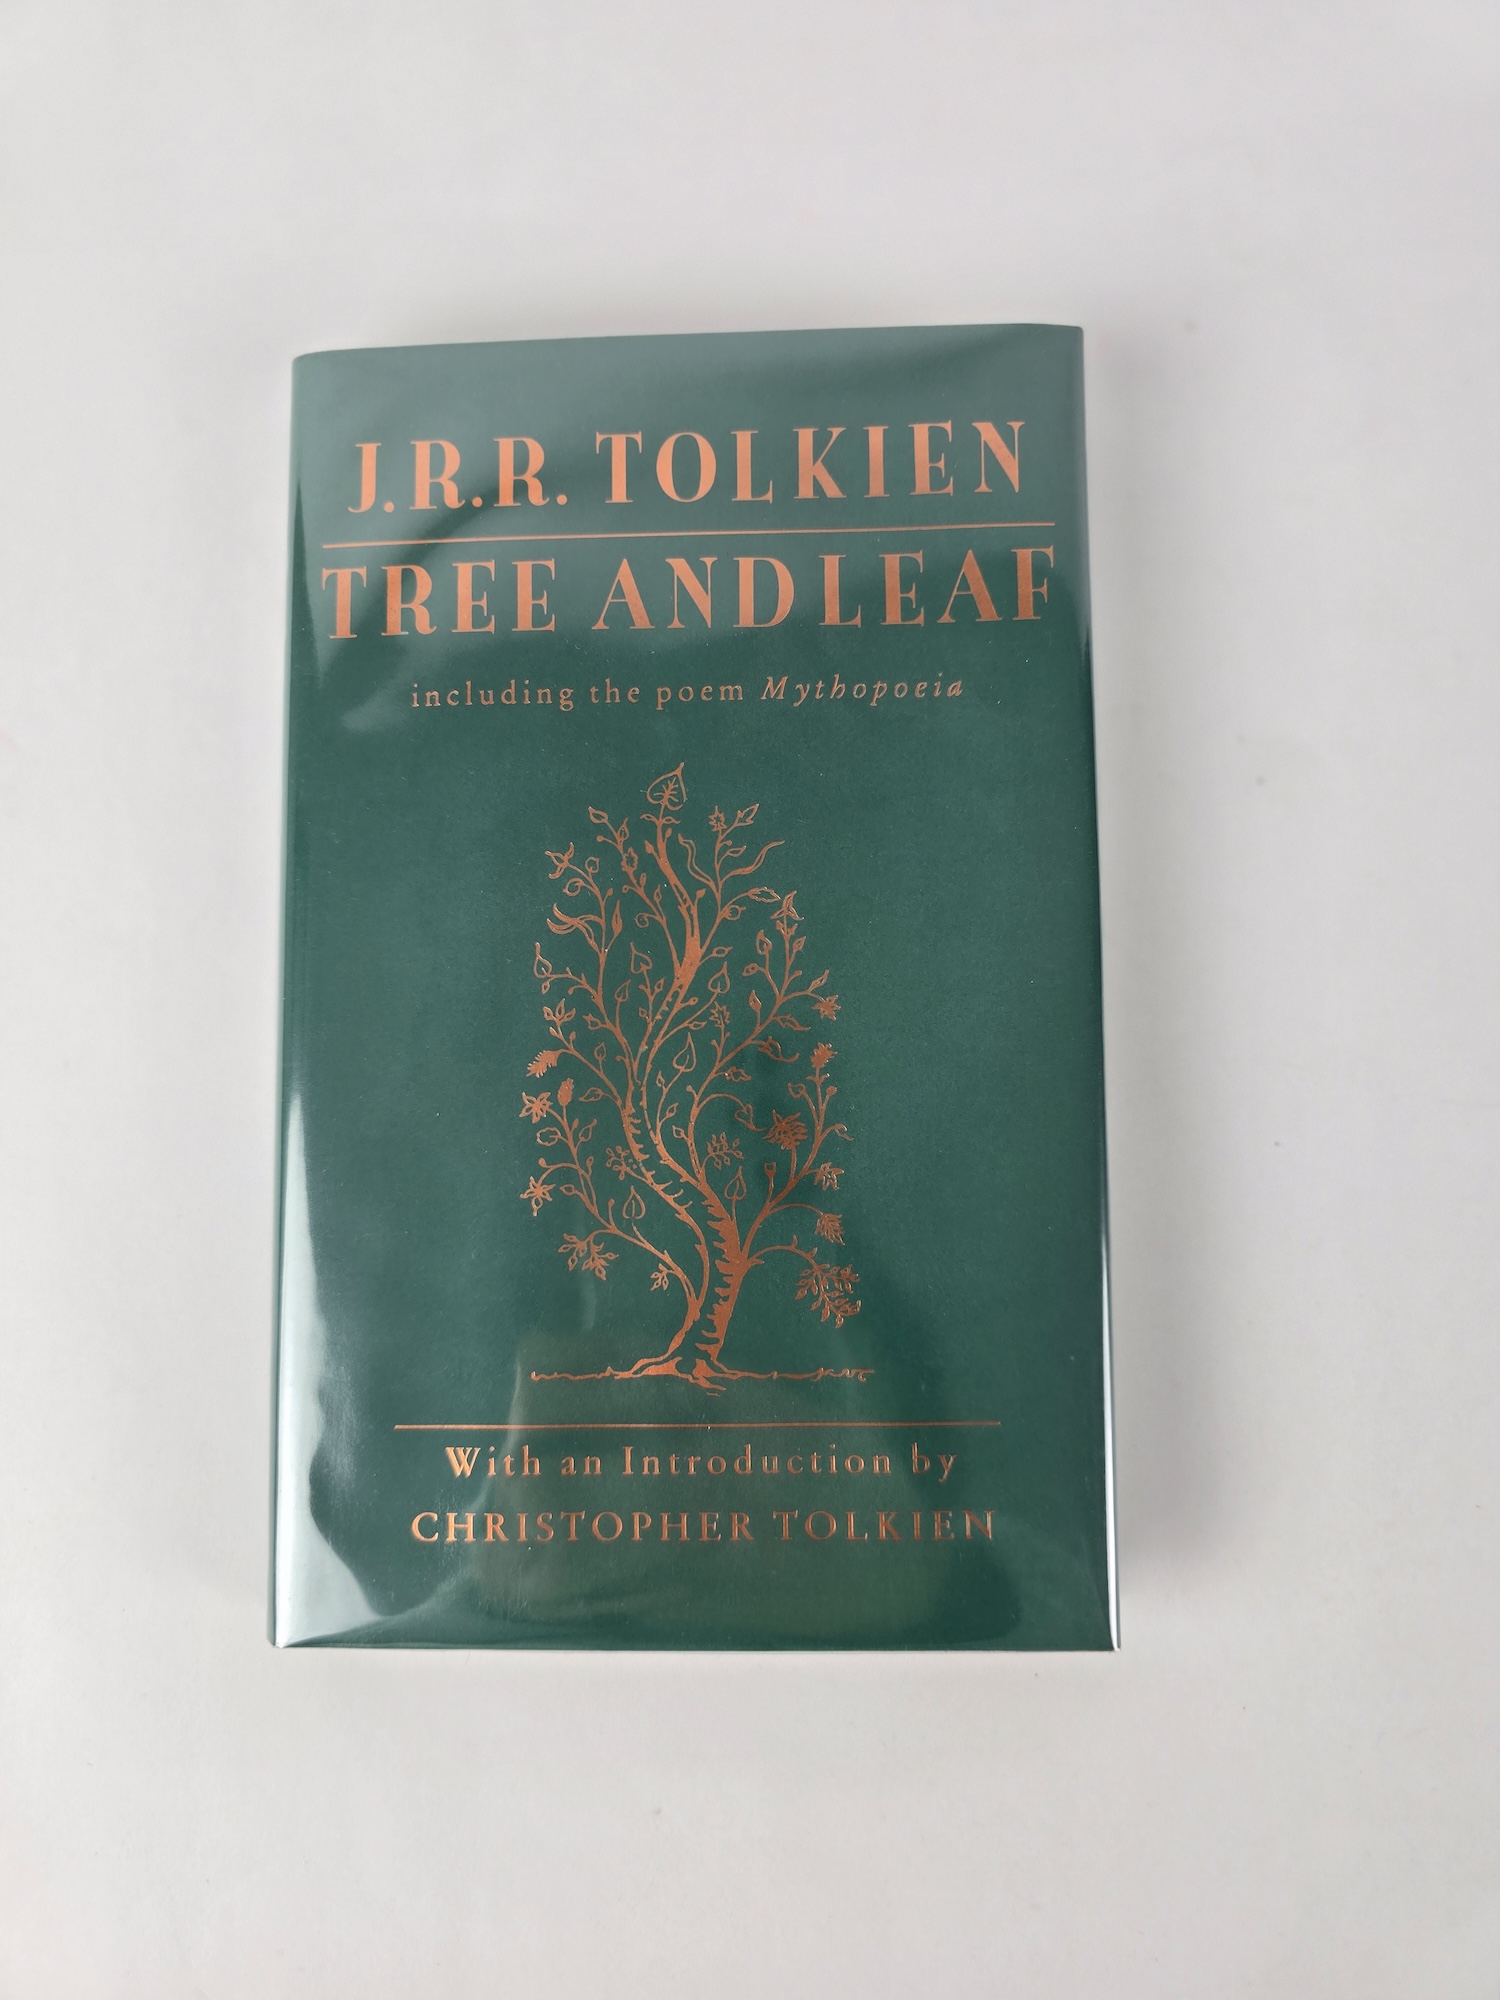 J.R.R. TOLKIEN
TREE AND LEAF
including the poem Mythopoeia
With an Introduction by
CHRISTOPHER TOLKIEN